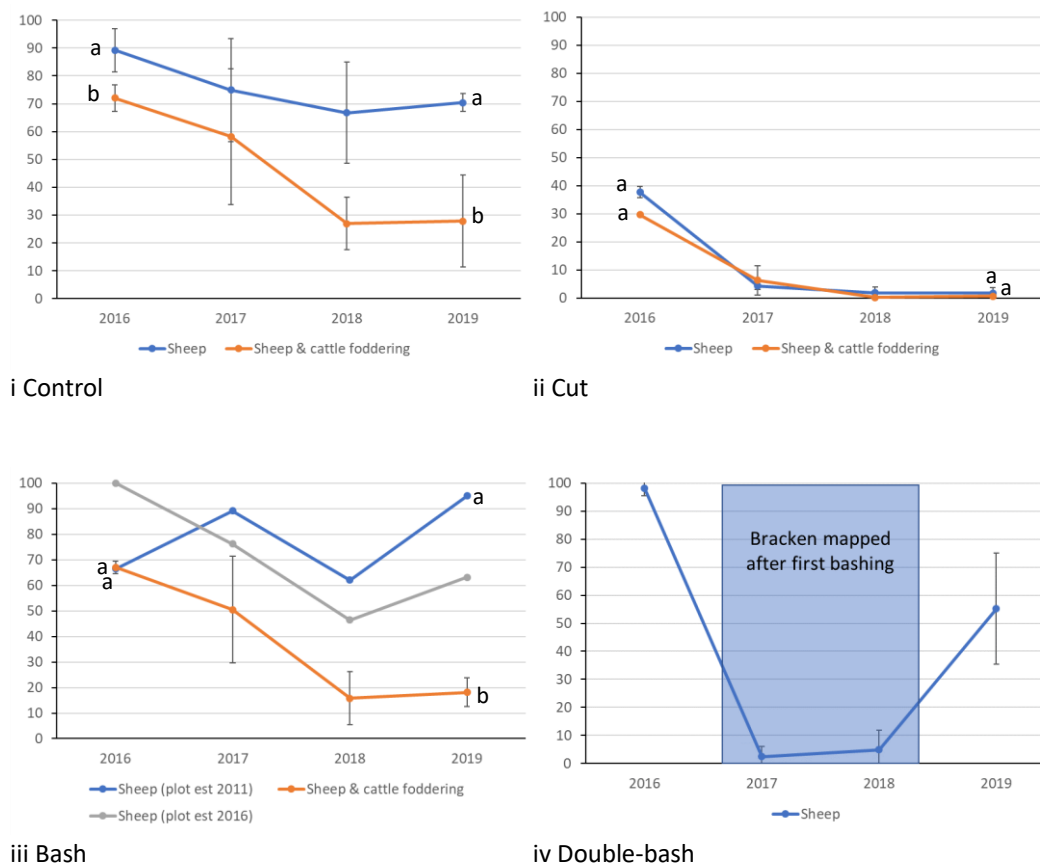 100
90
80
70
60
50
40
30
20
10
0
a
b
a
b
2016 2017 2018 2019
Sheep Sheep & cattle foddering
i Control
100
90
80
70
60
50
40
30
20
10
0
a
a
a
a
2016 2017 2018 2019
Sheep Sheep & cattle foddering
ii Cut
100
90
80
70
60
50
40
30
20
10
0
a
a
a
b
2016 2017 2018 2019
Sheep (plot est 2011) Sheep & cattle foddering
Sheep (plot est 2016)
iii Bash
100
90
80
70
60
50
40
30
20
10
0
Bracken mapped
after first bashing
2016 2017 2018 2019
Sheep
iv Double-bash